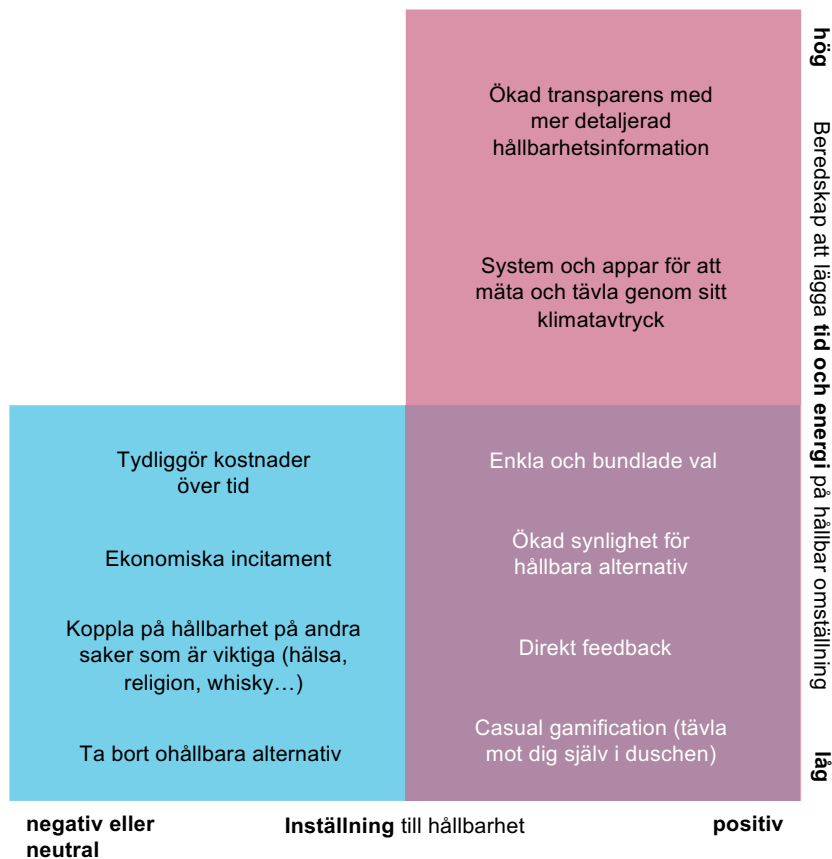 Ökad transparens med
mer detaljerad
hållbarhetsinformation
System och appar för att
mäta och tävla genom sitt
klimatavtryck
Tydliggör kostnader
över tid
Ekonomiska incitament
Koppla på hållbarhet på andra
saker som är viktiga (hälsa,
religion, whisky…)
Ta bort ohållbara alternativ
Enkla och bundlade val
Ökad synlighet för
hållbara alternativ
Direkt feedback
Casual gamification (tävla
mot dig själv i duschen)
hög
Beredskap att lägga tid och energi på hållbar omställning
låg
negativ eller
neutral
Inställning till hållbarhet
positiv